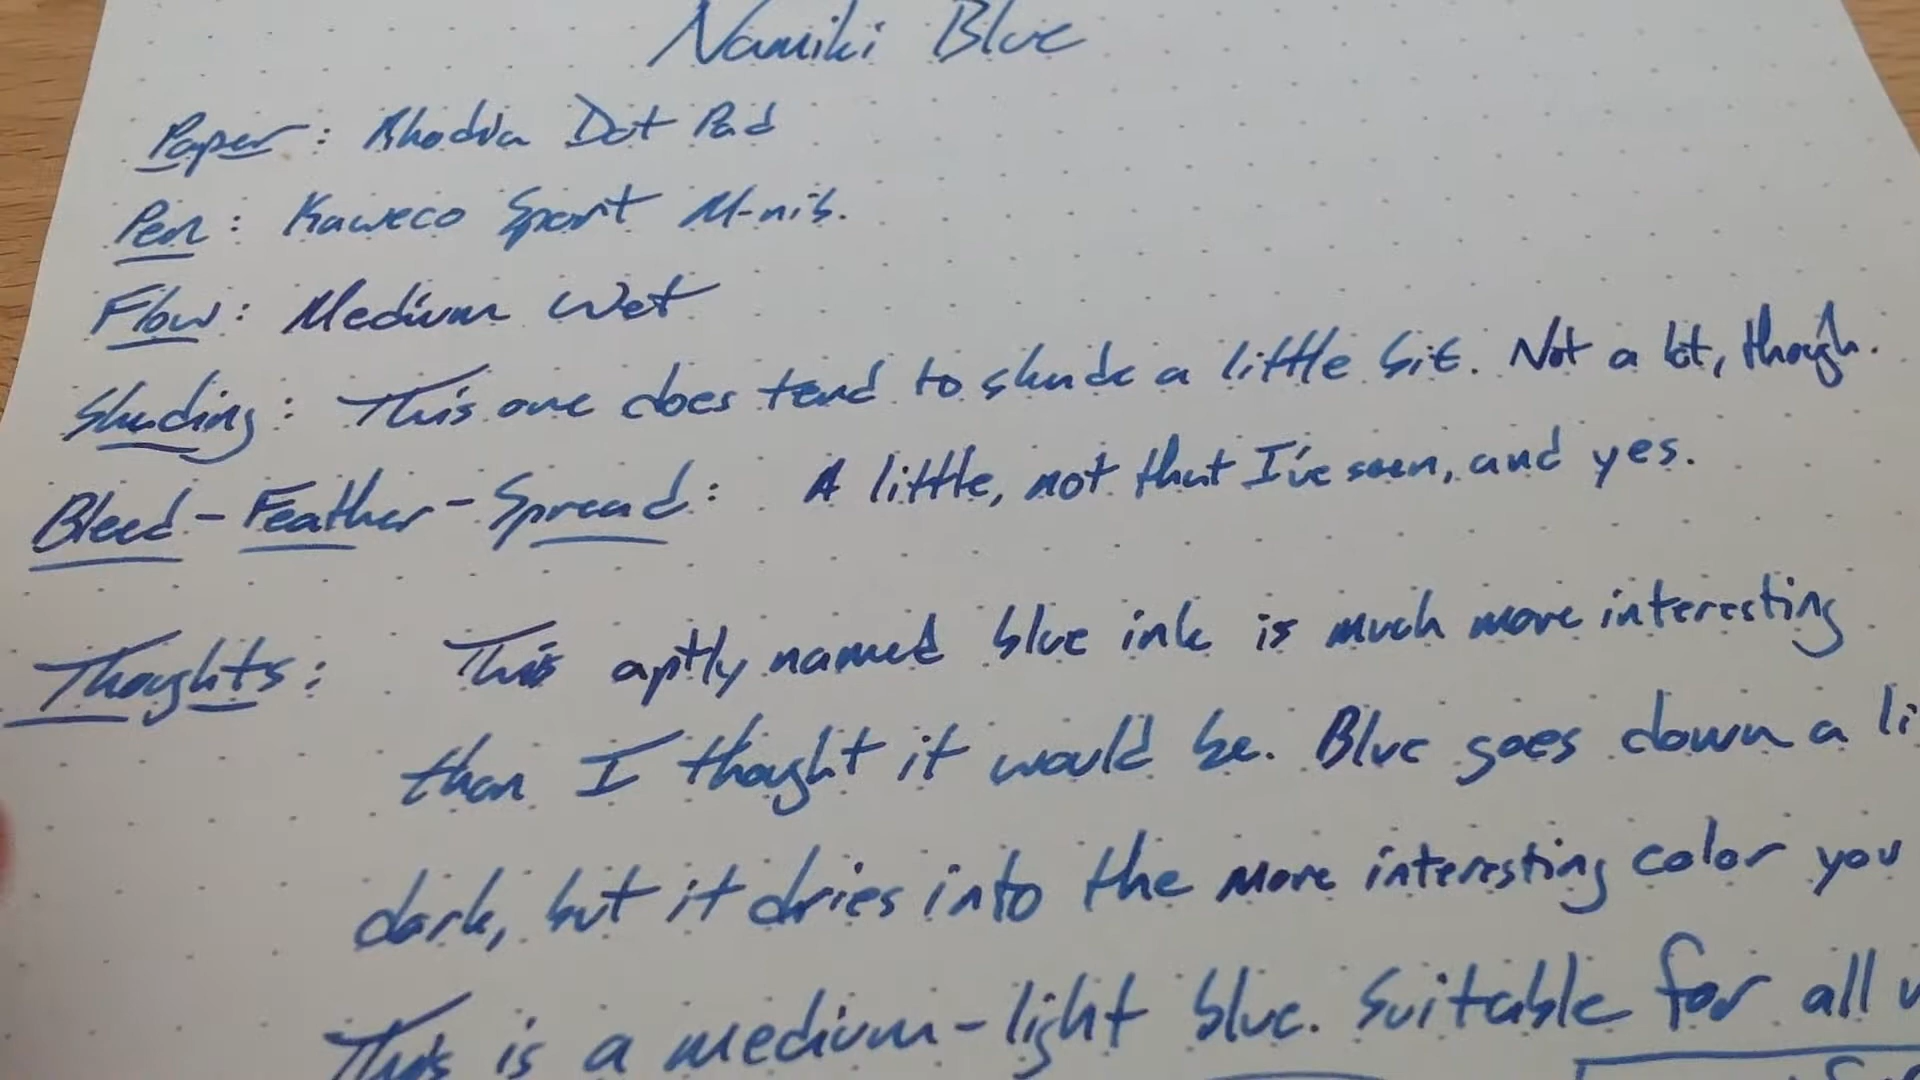 Namiki Blue
Paper: Rhodia Dot Pad
Pen: Kaweco Sport M-nib.
Flow: Medium Wet
Shading: This one does tend to shade a little bit. Not a lot, though.
Bleed-Feather-Spread: A little, not that I've seen, and yes.
Thoughts: This aptly named blue ink is much more interesting
than I thought it would be. Blue goes down a li
dark, but it dries into the more interesting color you
This is a medium-light blue. Suitable for all